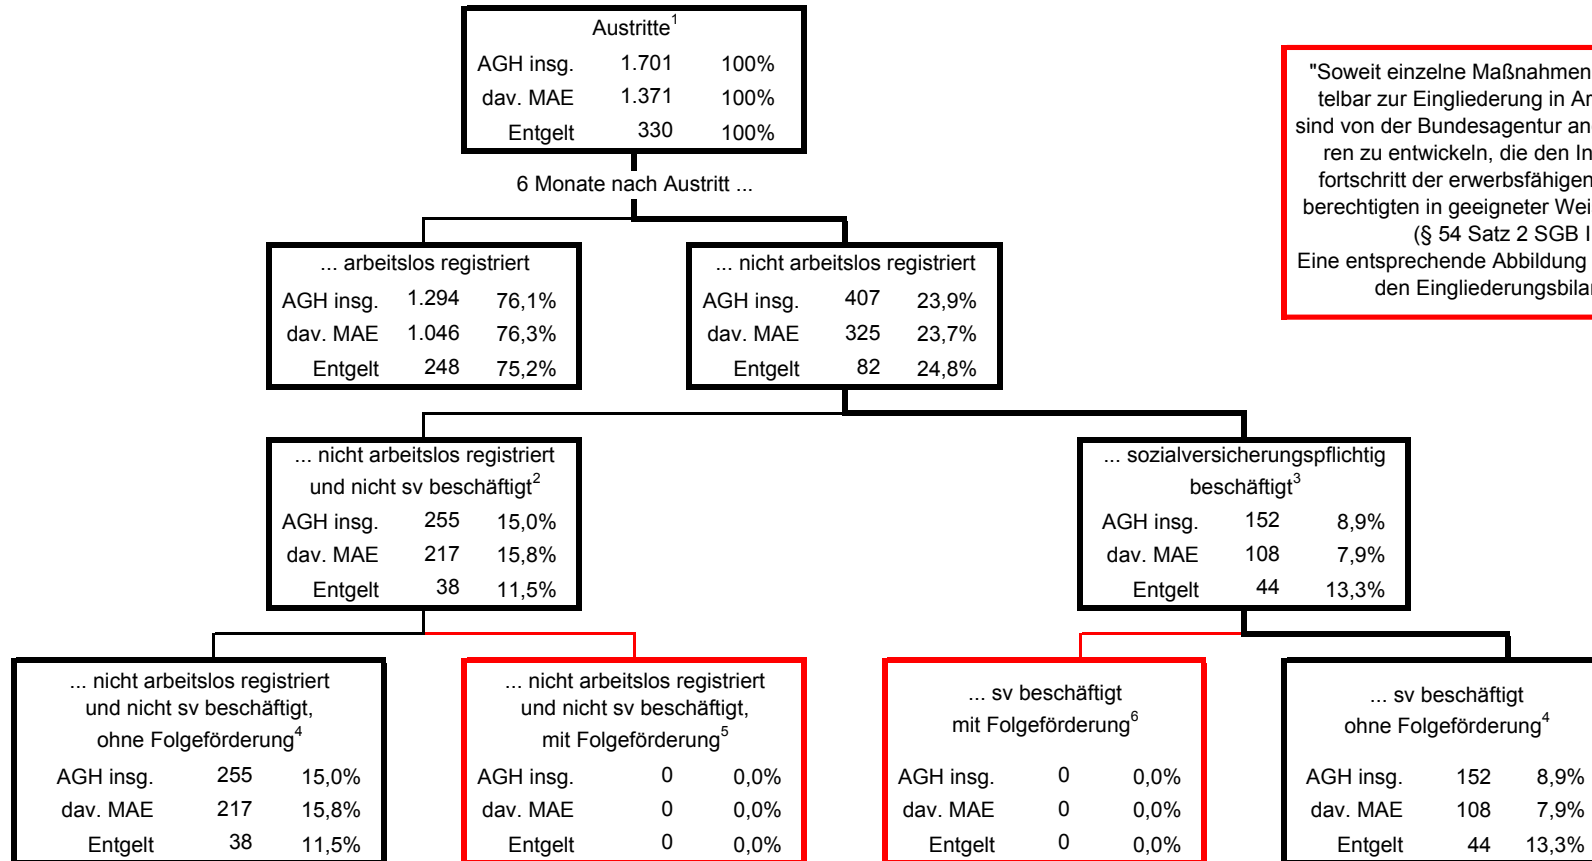 Austritte¹
AGH insg. 1.701 100%
dav. MAE 1.371 100%
Entgelt 330 100%
"Soweit einzelne Maßnahmen
telbar zur Eingliederung in Ar
sind von der Bundesagentur an
ren zu entwickeln, die den In
fortschritt der erwerbsfähigen
berechtigten in geeigneter Wei
(§ 54 Satz 2 SGB I
Eine entsprechende Abbildung
den Eingliederungsbilan
6 Monate nach Austritt ...
... arbeitslos registriert
AGH insg. 1.294 76,1%
dav. MAE 1.046 76,3%
Entgelt 248 75,2%
... nicht arbeitslos registriert
AGH insg. 407 23,9%
dav. MAE 325 23,7%
Entgelt 82 24,8%
... nicht arbeitslos registriert
und nicht sv beschäftigt²
AGH insg. 255 15,0%
dav. MAE 217 15,8%
Entgelt 38 11,5%
... sozialversicherungspflichtig
beschäftigt³
AGH insg. 152 8,9%
dav. MAE 108 7,9%
Entgelt 44 13,3%
... nicht arbeitslos registriert
und nicht sv beschäftigt,
ohne Folgeförderung⁴
AGH insg. 255 15,0%
dav. MAE 217 15,8%
Entgelt 38 11,5%
... nicht arbeitslos registriert
und nicht sv beschäftigt,
mit Folgeförderung⁵
AGH insg. 0 0,0%
dav. MAE 0 0,0%
Entgelt 0 0,0%
... sv beschäftigt
mit Folgeförderung⁶
AGH insg. 0 0,0%
dav. MAE 0 0,0%
Entgelt 0 0,0%
... sv beschäftigt
ohne Folgeförderung⁴
AGH insg. 152 8,9%
dav. MAE 108 7,9%
Entgelt 44 13,3%